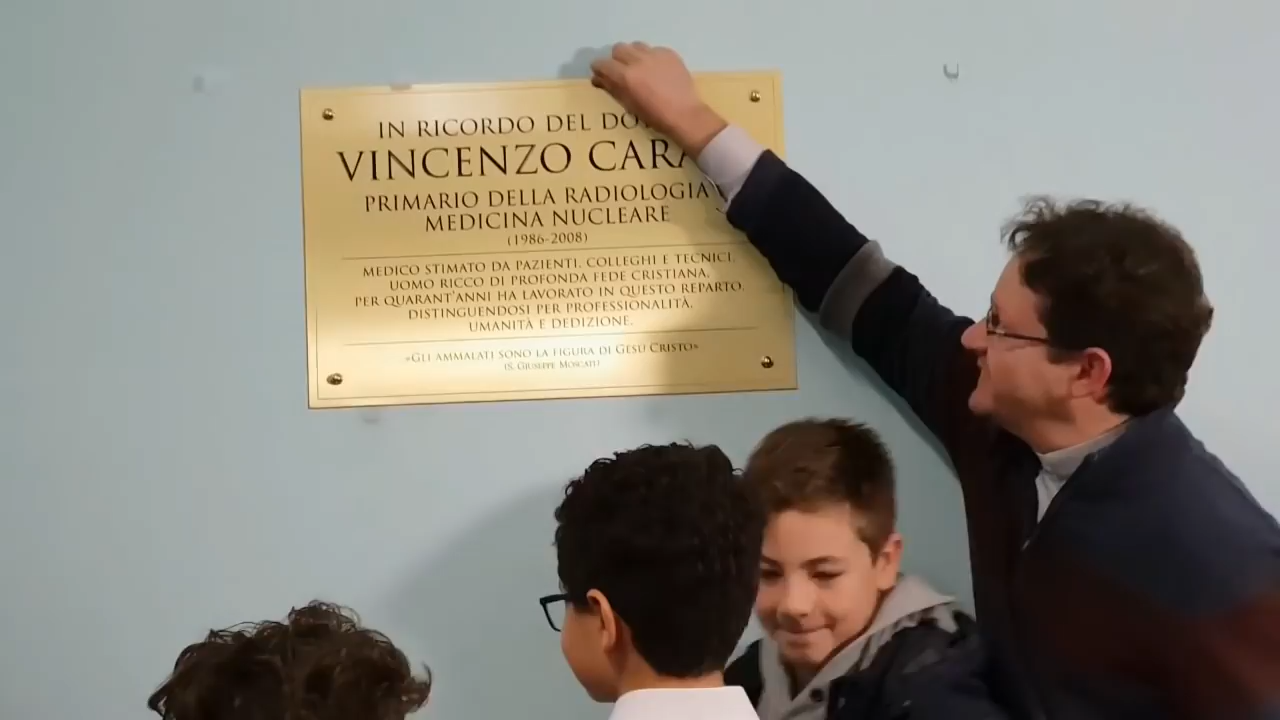 IN RICORDO DEL
VINCENZO
PRIMARIO DELLA RADIOLOGIA
MEDICINA NUCLEARE
(1986-2008)
MEDICO STIMATO DA PAZIENTI, COLLEGHI E TECNICI,
UOMO RICCO DI PROFONDA FEDE CRISTIANA,
PER QUARANT'ANNI HA LAVORATO IN QUESTO REPARTO,
DISTINGUENDOSI PER PROFESSIONALITÀ,
UMANITÀ E DEDIZIONE.
«GLI AMMALATI SONO LA FIGURA DI GESÙ CRISTO»
(S. GIUSEPPE MOSCATI)